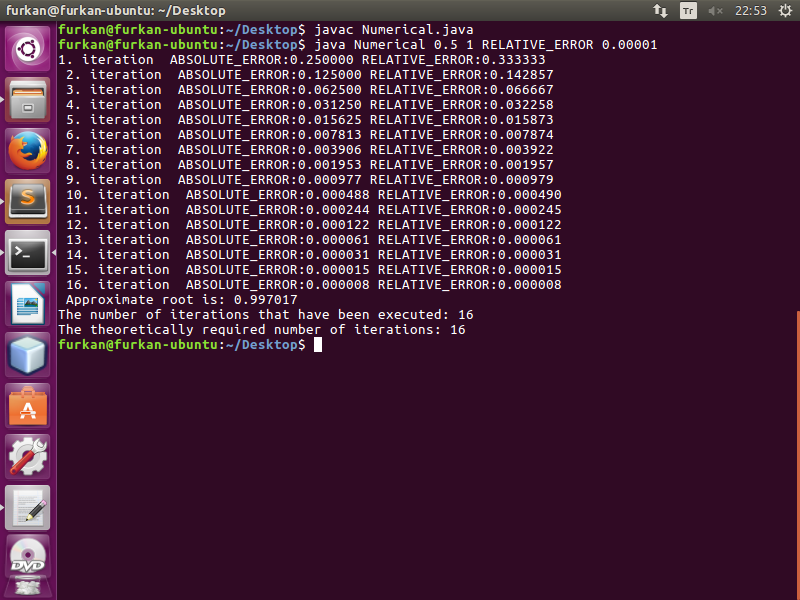 furkan@furkan-ubuntu: ~/Desktop
Tr
22:53
furkan@furkan-ubuntu:~/Desktop$ javac Numerical.java
furkan@furkan-ubuntu:~/Desktop$ java Numerical 0.5 1 RELATIVE_ERROR 0.00001
1. iteration  ABSOLUTE_ERROR:0.250000 RELATIVE_ERROR:0.333333
 2. iteration  ABSOLUTE_ERROR:0.125000 RELATIVE_ERROR:0.142857
 3. iteration  ABSOLUTE_ERROR:0.062500 RELATIVE_ERROR:0.066667
 4. iteration  ABSOLUTE_ERROR:0.031250 RELATIVE_ERROR:0.032258
 5. iteration  ABSOLUTE_ERROR:0.015625 RELATIVE_ERROR:0.015873
 6. iteration  ABSOLUTE_ERROR:0.007813 RELATIVE_ERROR:0.007874
 7. iteration  ABSOLUTE_ERROR:0.003906 RELATIVE_ERROR:0.003922
 8. iteration  ABSOLUTE_ERROR:0.001953 RELATIVE_ERROR:0.001957
 9. iteration  ABSOLUTE_ERROR:0.000977 RELATIVE_ERROR:0.000979
 10. iteration  ABSOLUTE_ERROR:0.000488 RELATIVE_ERROR:0.000490
 11. iteration  ABSOLUTE_ERROR:0.000244 RELATIVE_ERROR:0.000245
 12. iteration  ABSOLUTE_ERROR:0.000122 RELATIVE_ERROR:0.000122
 13. iteration  ABSOLUTE_ERROR:0.000061 RELATIVE_ERROR:0.000061
 14. iteration  ABSOLUTE_ERROR:0.000031 RELATIVE_ERROR:0.000031
 15. iteration  ABSOLUTE_ERROR:0.000015 RELATIVE_ERROR:0.000015
 16. iteration  ABSOLUTE_ERROR:0.000008 RELATIVE_ERROR:0.000008
 Approximate root is: 0.997017
The number of iterations that have been executed: 16
The theoretically required number of iterations: 16
furkan@furkan-ubuntu:~/Desktop$
S
>_
A
DVD